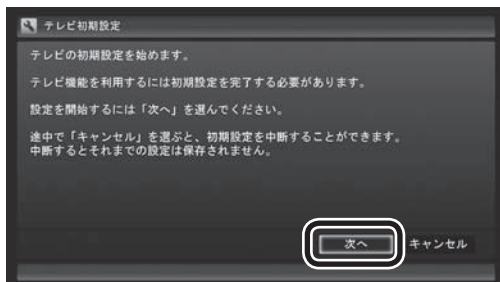 テレビ初期設定
テレビの初期設定を始めます。
テレビ機能を利用するには初期設定を完了する必要があります。
設定を開始するには「次へ」を選んでください。
途中で「キャンセル」を選ぶと、初期設定を中断することができます。
中断するとそれまでの設定は保存されません。
次へ
キャンセル